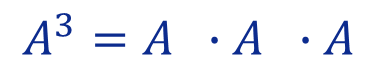 A³ = A · A · A